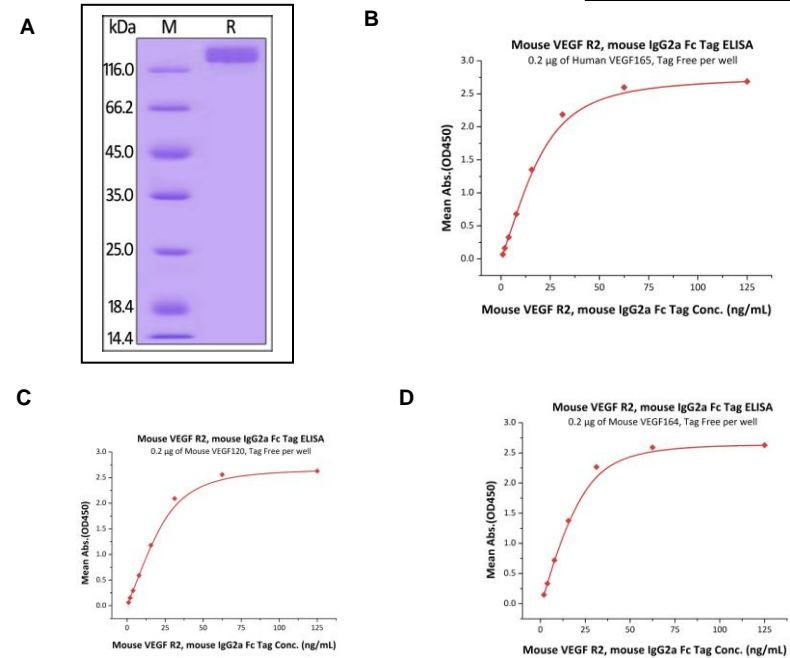 A
kDa M R
116.0
66.2
45.0
35.0
25.0
18.4
14.4
B
Mouse VEGF R2, mouse IgG2a Fc Tag ELISA
0.2 µg of Human VEGF165, Tag Free per well
Mean Abs.(OD450)
3.0
2.5
2.0
1.5
1.0
0.5
0.0
0 25 50 75 100 125
Mouse VEGF R2, mouse IgG2a Fc Tag Conc. (ng/mL)
C
Mouse VEGF R2, mouse IgG2a Fc Tag ELISA
0.2 µg of Mouse VEGF120, Tag Free per well
Mean Abs.(OD450)
3.0
2.5
2.0
1.5
1.0
0.5
0.0
0 25 50 75 100 125
Mouse VEGF R2, mouse IgG2a Fc Tag Conc. (ng/mL)
D
Mouse VEGF R2, mouse IgG2a Fc Tag ELISA
0.2 µg of Mouse VEGF164, Tag Free per well
Mean Abs.(OD450)
3.0
2.5
2.0
1.5
1.0
0.5
0.0
0 25 50 75 100 125
Mouse VEGF R2, mouse IgG2a Fc Tag Conc. (ng/mL)